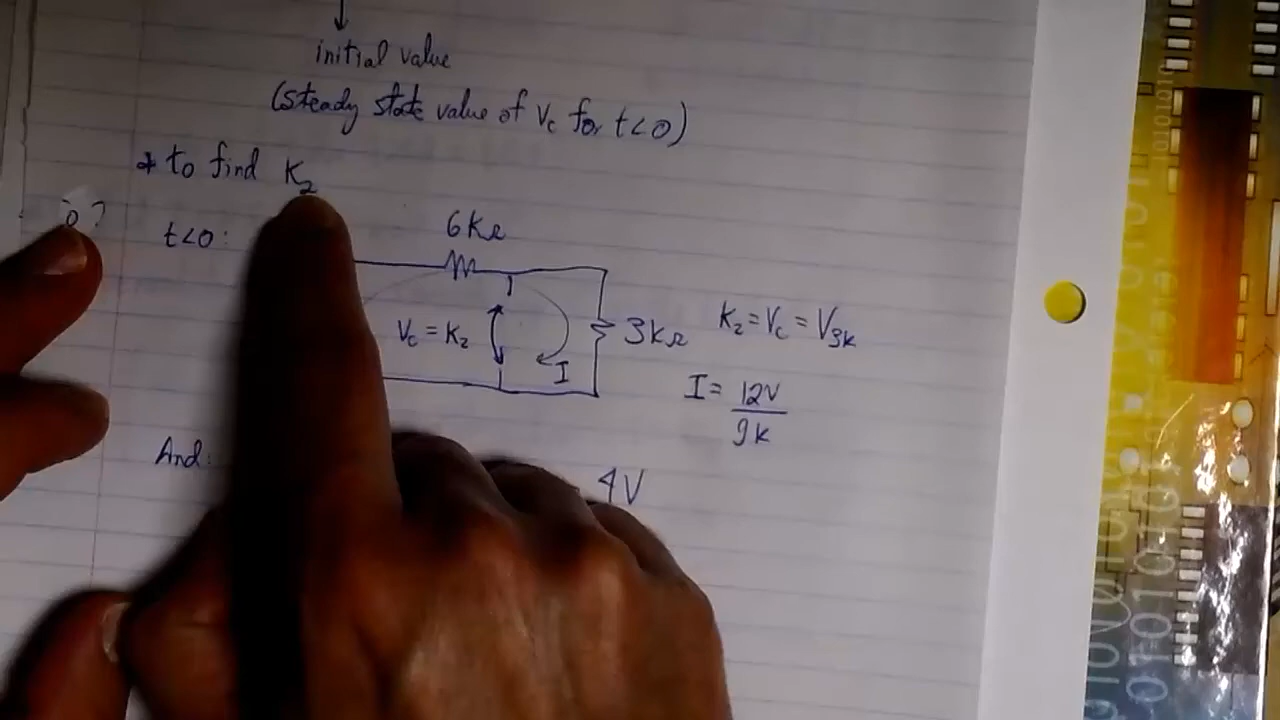 initial value
(steady state value of Vc for t<0)
* to find K2
t<0:
6KΩ
Vc = K2
I
3KΩ
K2 = Vc = V3K
I = 12V
9K
And:
4V